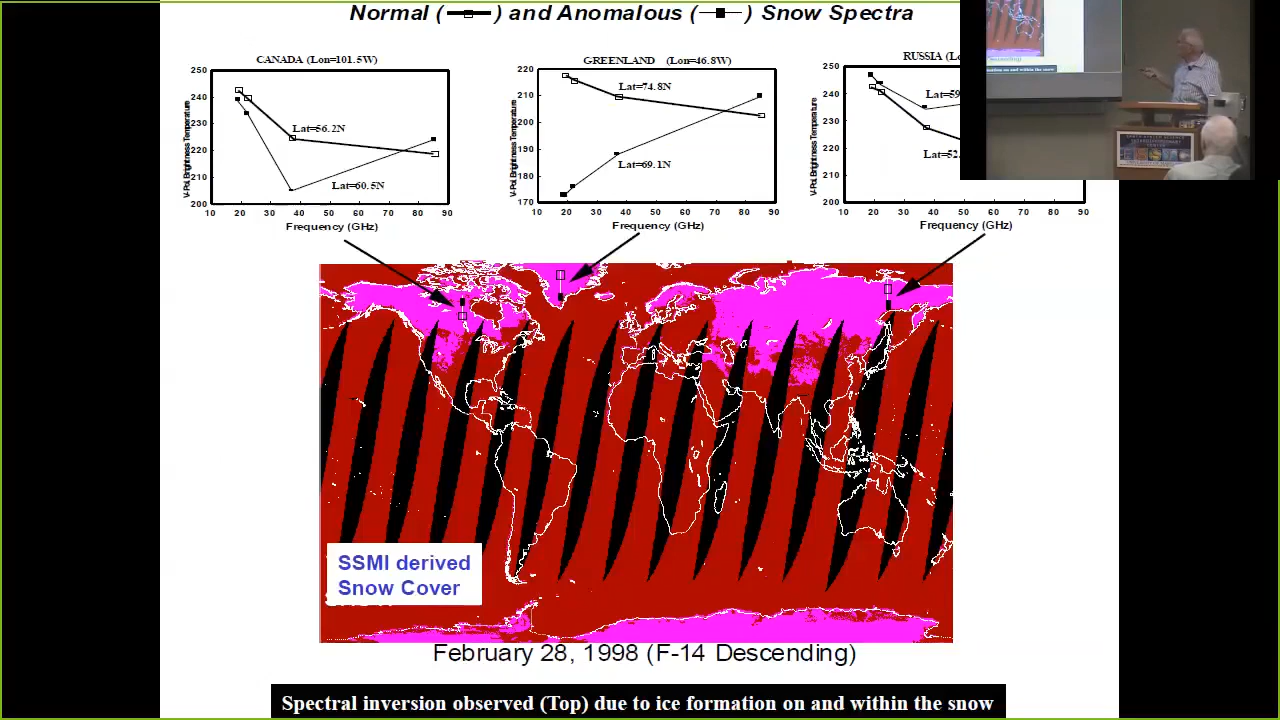 Normal ( ) and Anomalous ( ) Snow Spectra
CANADA (Lon=101.5W)
V-Pol Brightness Temperature
250
240
230
220
210
200
Lat=56.2N
Lat=60.5N
10 20 30 40 50 60 70 80 90
Frequency (GHz)
GREENLAND (Lon=46.8W)
V-Pol Brightness Temperature
220
210
200
190
180
170
Lat=74.8N
Lat=69.1N
10 20 30 40 50 60 70 80 90
Frequency (GHz)
RUSSIA (Lo
V-Pol Brightness Temperature
250
240
230
220
210
200
Lat=59
Lat=52.
10 20 30 40 50 60 70 80 90
Frequency (GHz)
SSMI derived
Snow Cover
February 28, 1998 (F-14 Descending)
Spectral inversion observed (Top) due to ice formation on and within the snow